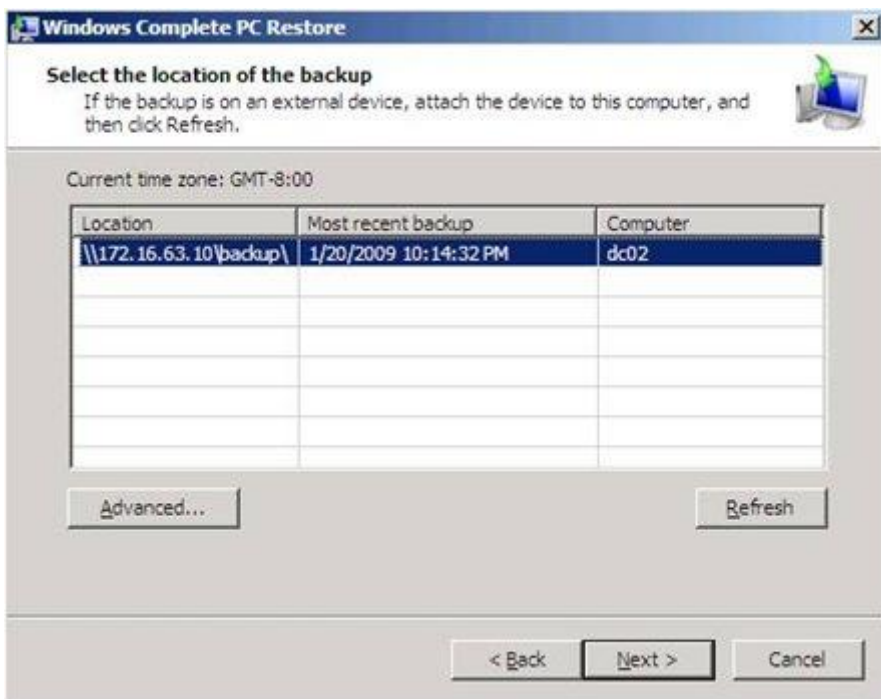 Windows Complete PC Restore
Select the location of the backup
If the backup is on an external device, attach the device to this computer, and
then click Refresh.
Current time zone: GMT-8:00
Location Most recent backup Computer
\\172.16.63.10\backup\ 1/20/2009 10:14:32 PM dc02
Advanced... Refresh
< Back Next > Cancel